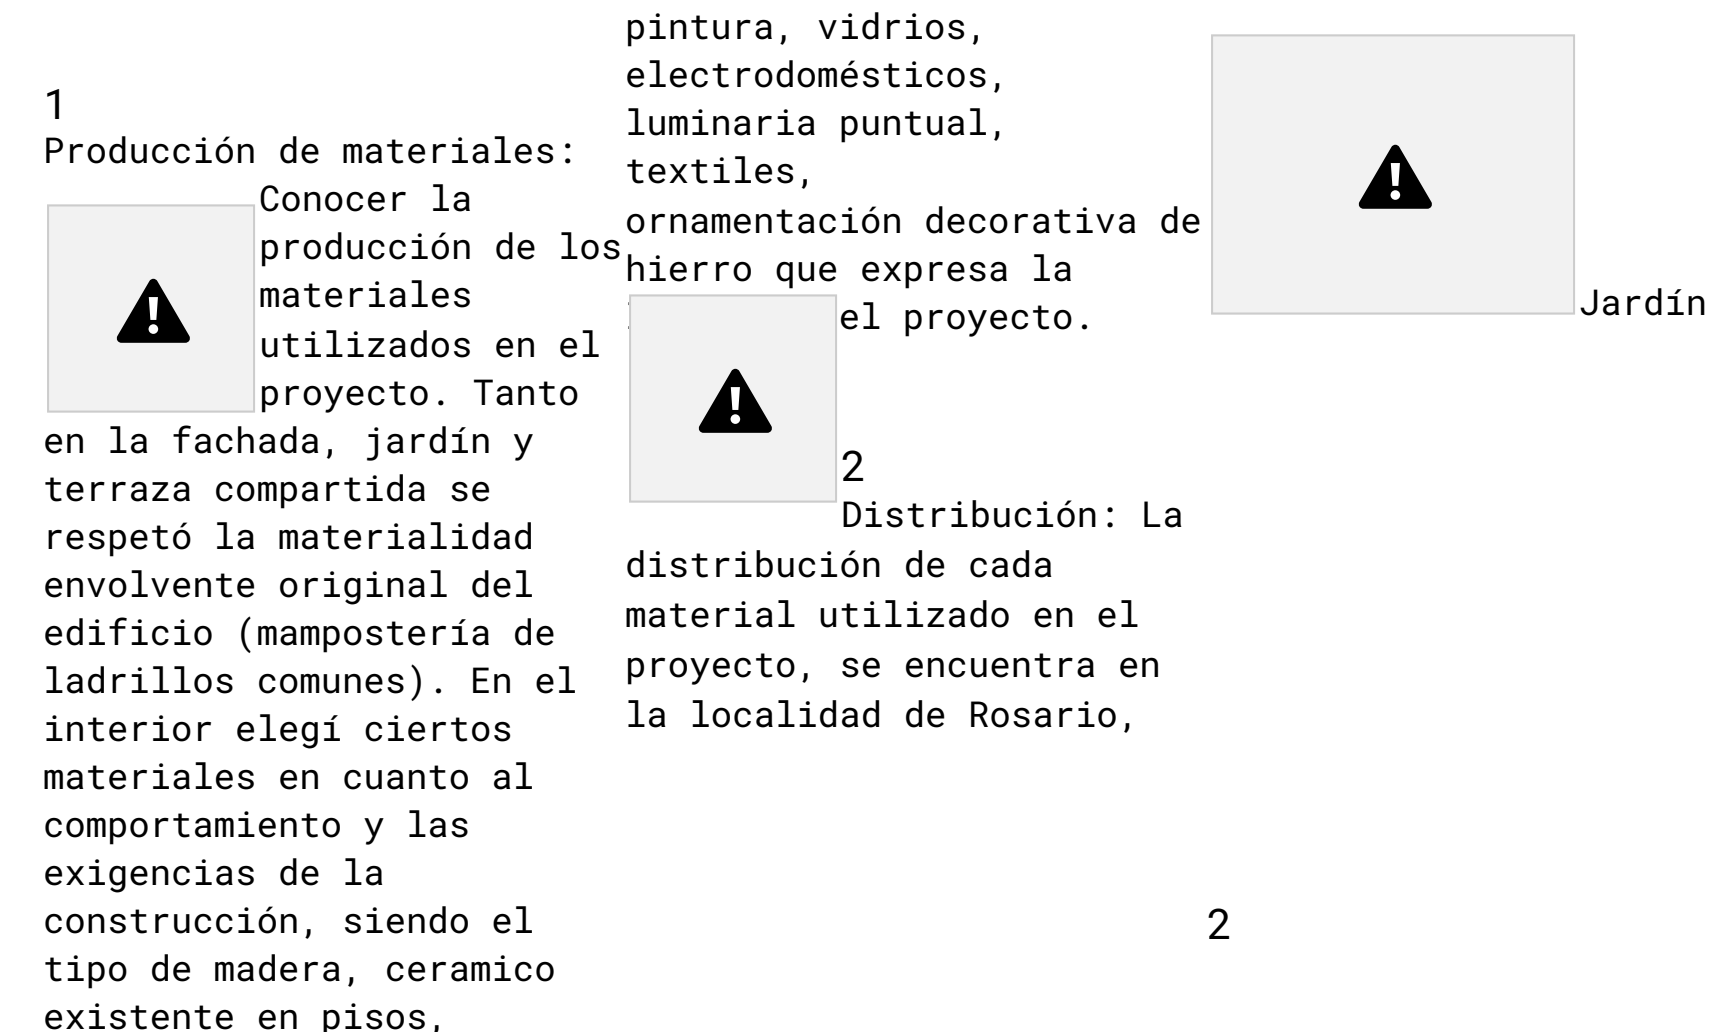 1
Producción de materiales:
Conocer la
producción de los
materiales
utilizados en el
proyecto. Tanto
en la fachada, jardín y
terraza compartida se
respetó la materialidad
envolvente original del
edificio (mampostería de
ladrillos comunes). En el
interior elegí ciertos
materiales en cuanto al
comportamiento y las
exigencias de la
construcción, siendo el
tipo de madera, ceramico
existente en pisos,
pintura, vidrios,
electrodomésticos,
luminaria puntual,
textiles,
ornamentación decorativa de
hierro que expresa la
el proyecto.
2
Distribución: La
distribución de cada
material utilizado en el
proyecto, se encuentra en
la localidad de Rosario,
Jardín
2